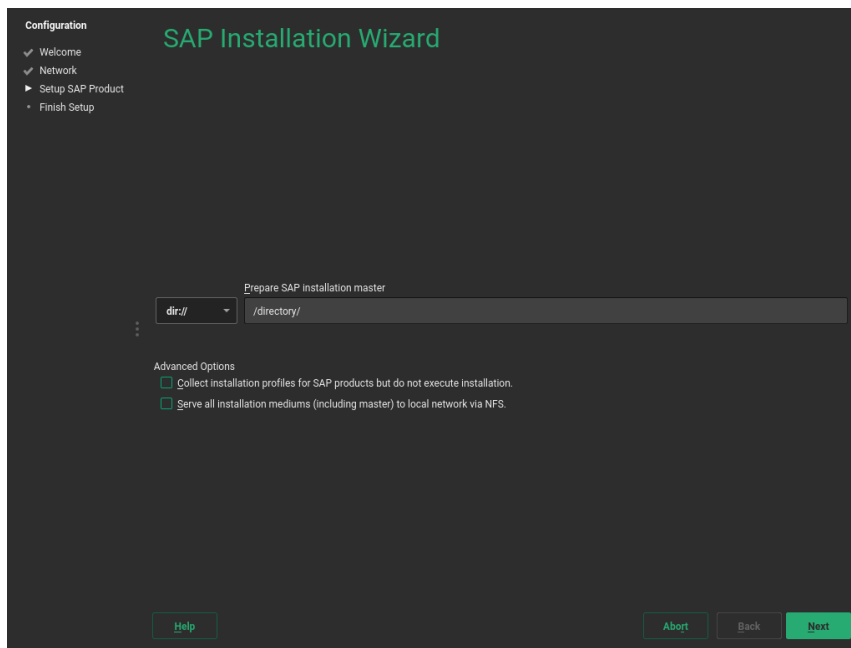 Configuration
Welcome
Network
Setup SAP Product
Finish Setup
SAP Installation Wizard
Prepare SAP installation master
dir://
/directory/
Advanced Options
Collect installation profiles for SAP products but do not execute installation.
Serve all installation mediums (including master) to local network via NFS.
Help
Abort
Back
Next